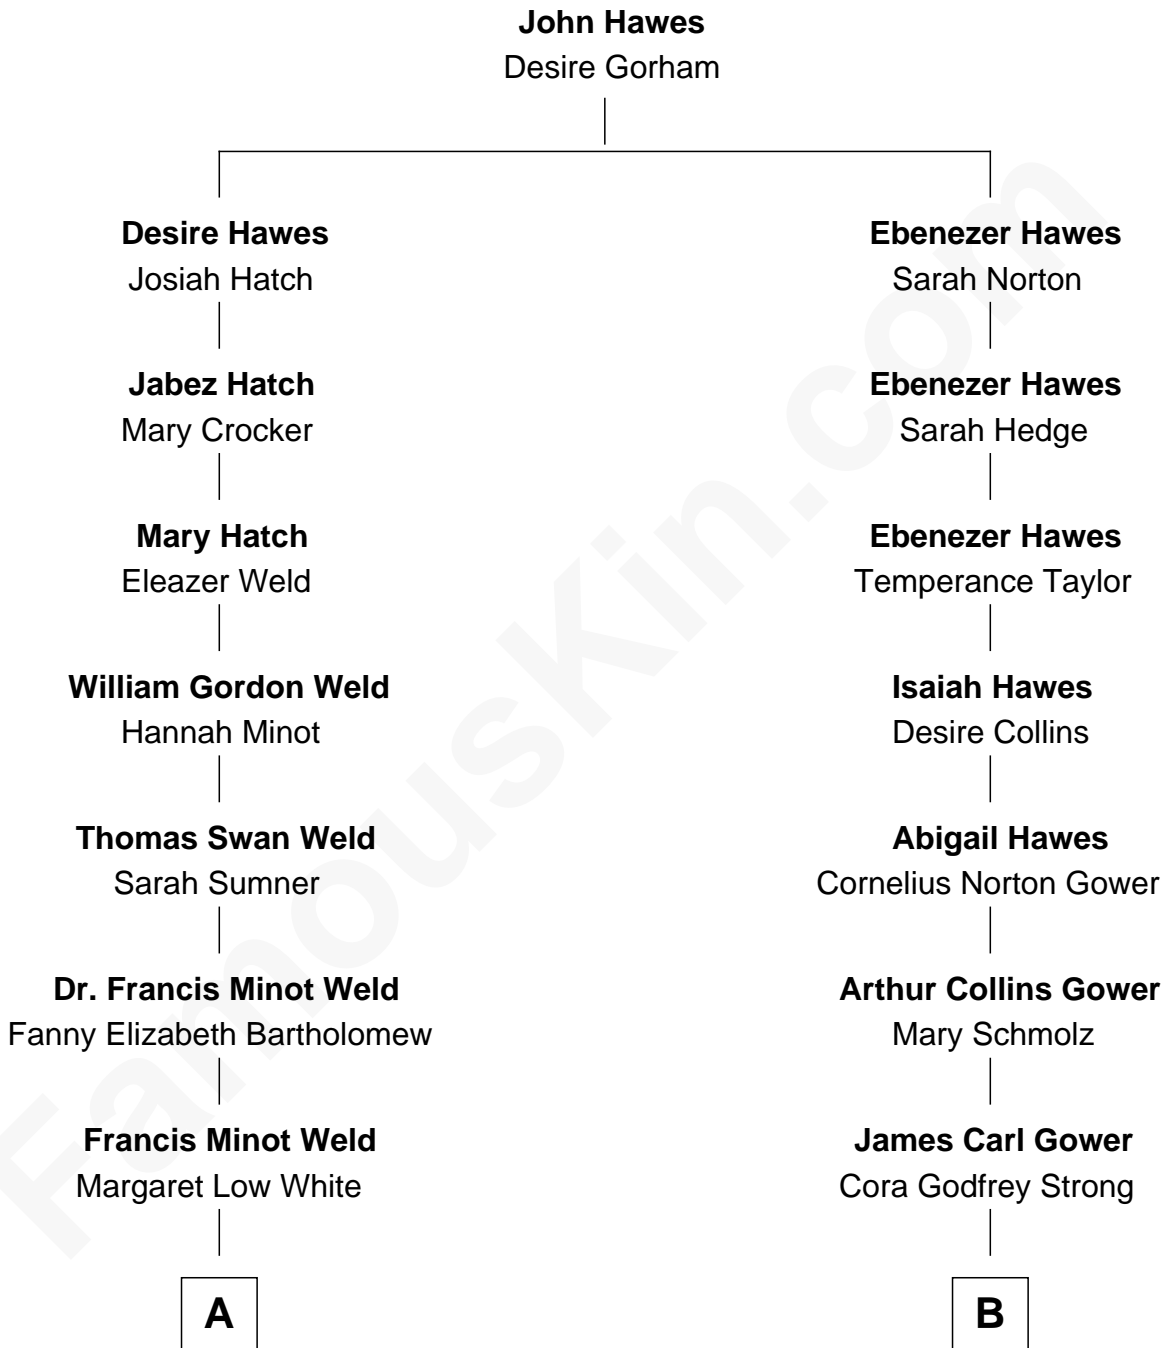 John Hawes
Desire Gorham
Desire Hawes
Josiah Hatch
Ebenezer Hawes
Sarah Norton
Jabez Hatch
Mary Crocker
Ebenezer Hawes
Sarah Hedge
Mary Hatch
Eleazer Weld
Ebenezer Hawes
Temperance Taylor
William Gordon Weld
Hannah Minot
Isaiah Hawes
Desire Collins
Thomas Swan Weld
Sarah Sumner
Abigail Hawes
Cornelius Norton Gower
Dr. Francis Minot Weld
Fanny Elizabeth Bartholomew
Arthur Collins Gower
Mary Schmolz
Francis Minot Weld
Margaret Low White
James Carl Gower
Cora Godfrey Strong
A
B
FamousKin.com